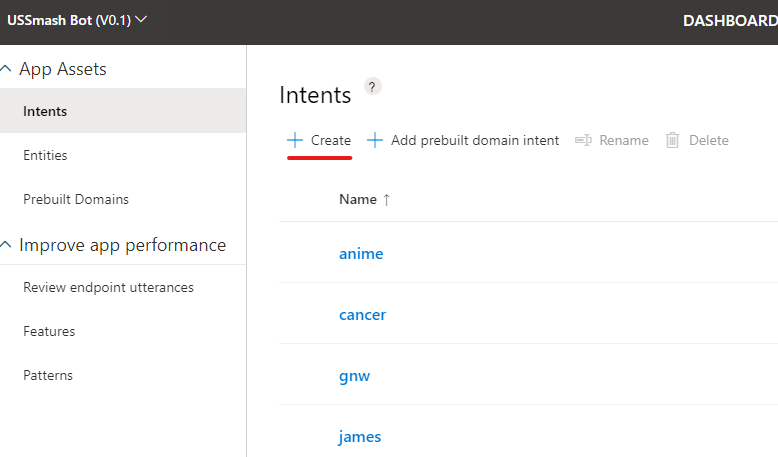 USSmash Bot (V0.1)
DASHBOARD
App Assets
Intents
Entities
Prebuilt Domains
Improve app performance
Review endpoint utterances
Features
Patterns
Intents ?
+ Create + Add prebuilt domain intent Rename Delete
Name ↑
anime
cancer
gnw
james